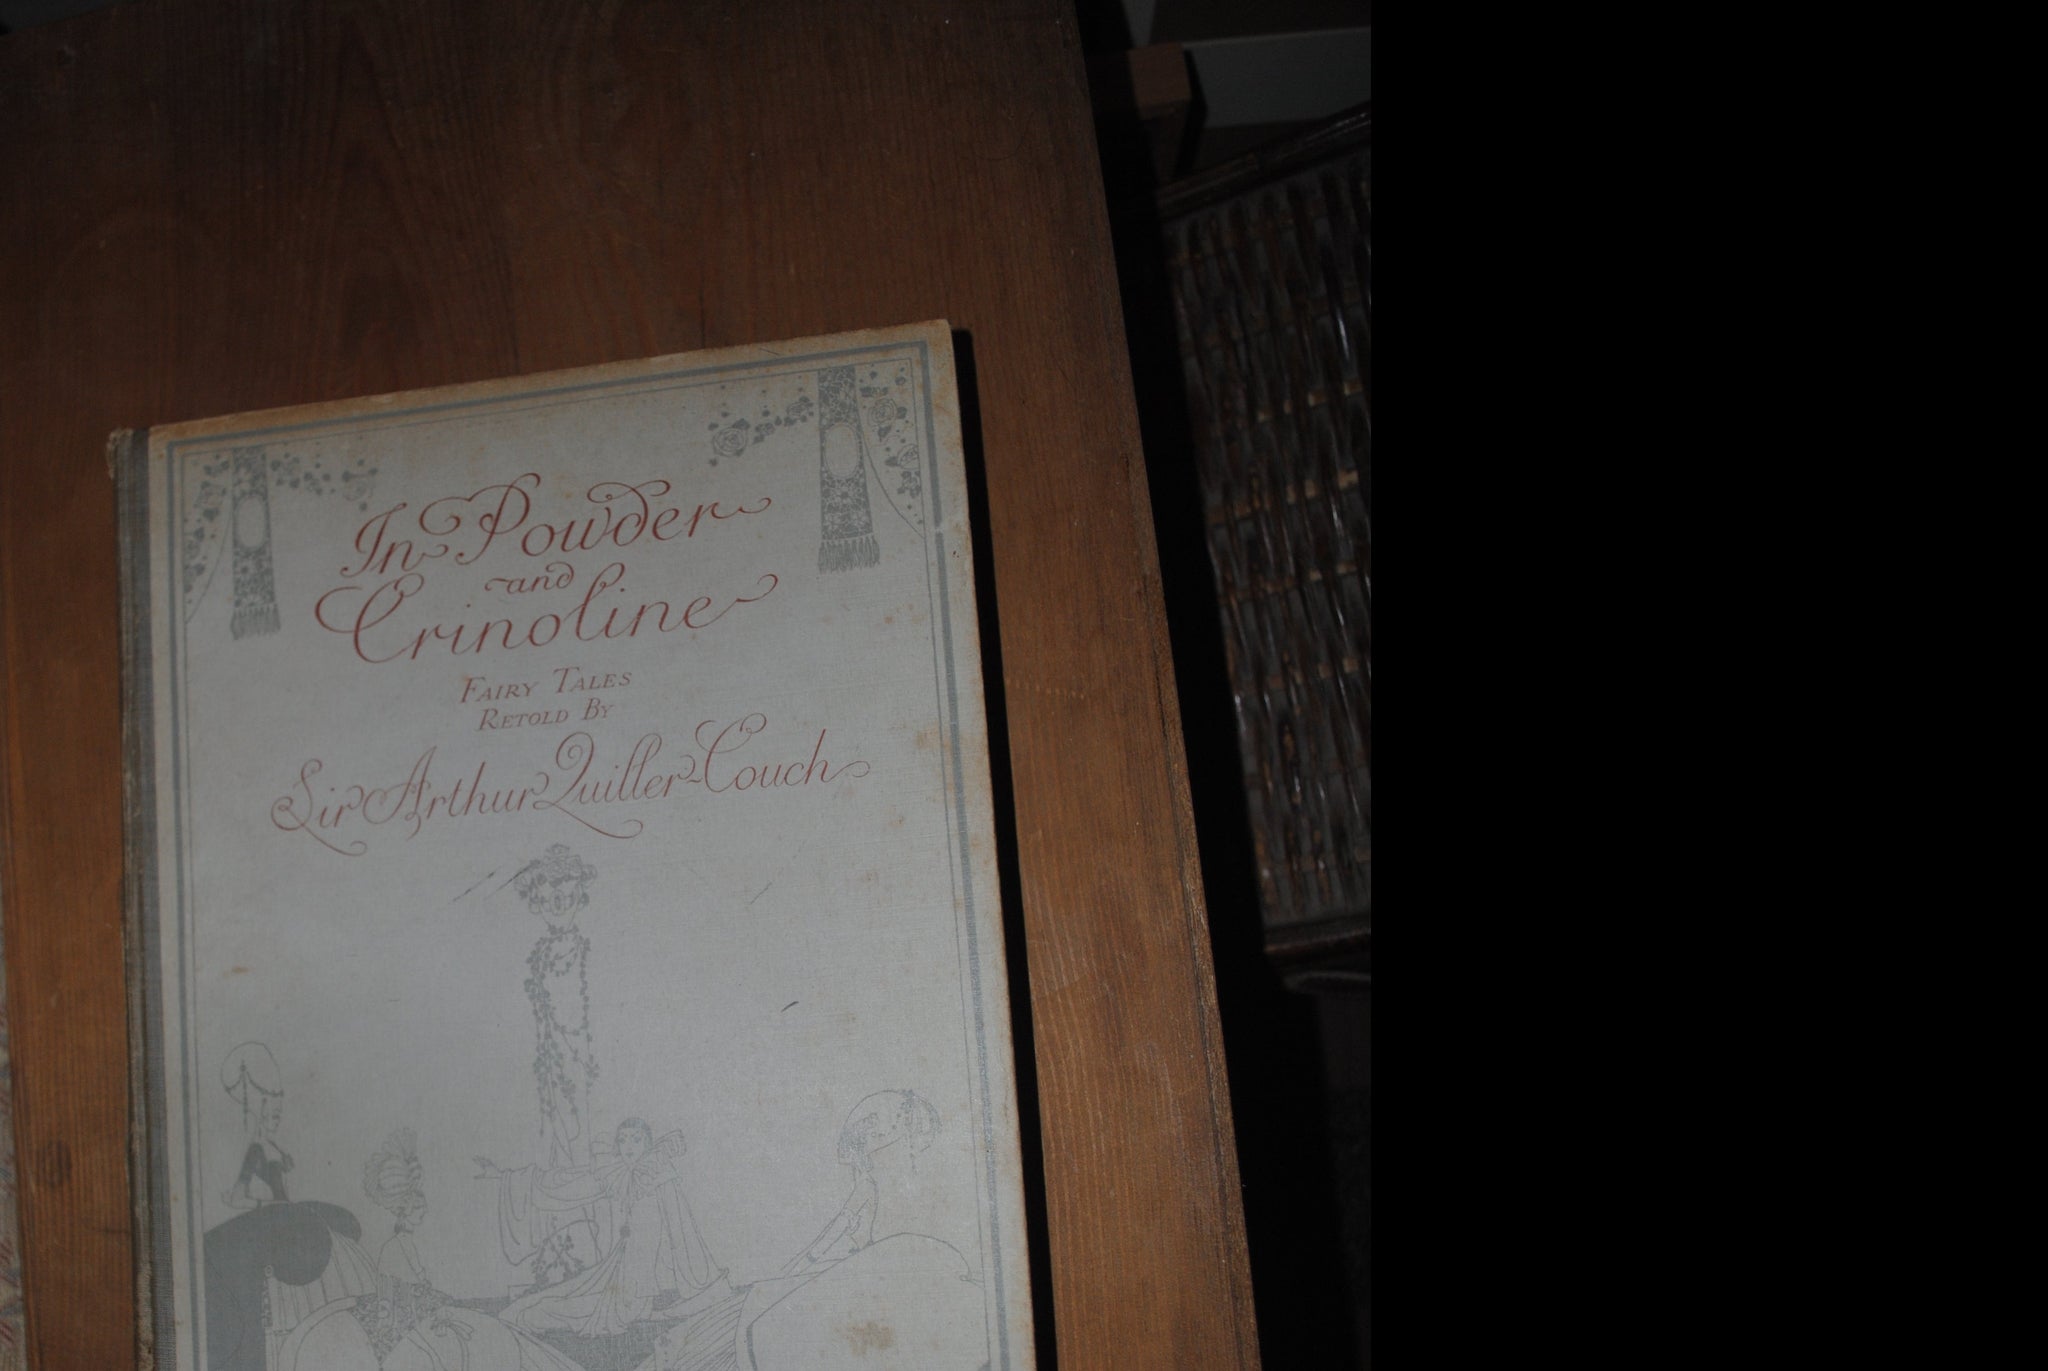 In Powder
and
Crinoline
FAIRY TALES
RETOLD BY
Sir Arthur Quiller-Couch